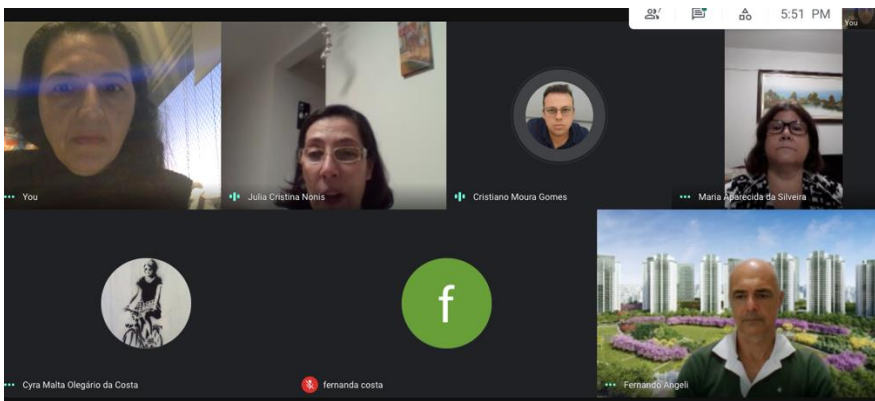 5:51 PM
You
You
Julia Cristina Nonis
Cristiano Moura Gomes
Maria Aparecida da Silveira
f
Cyra Malta Olegário da Costa
fernanda costa
Fernando Angeli